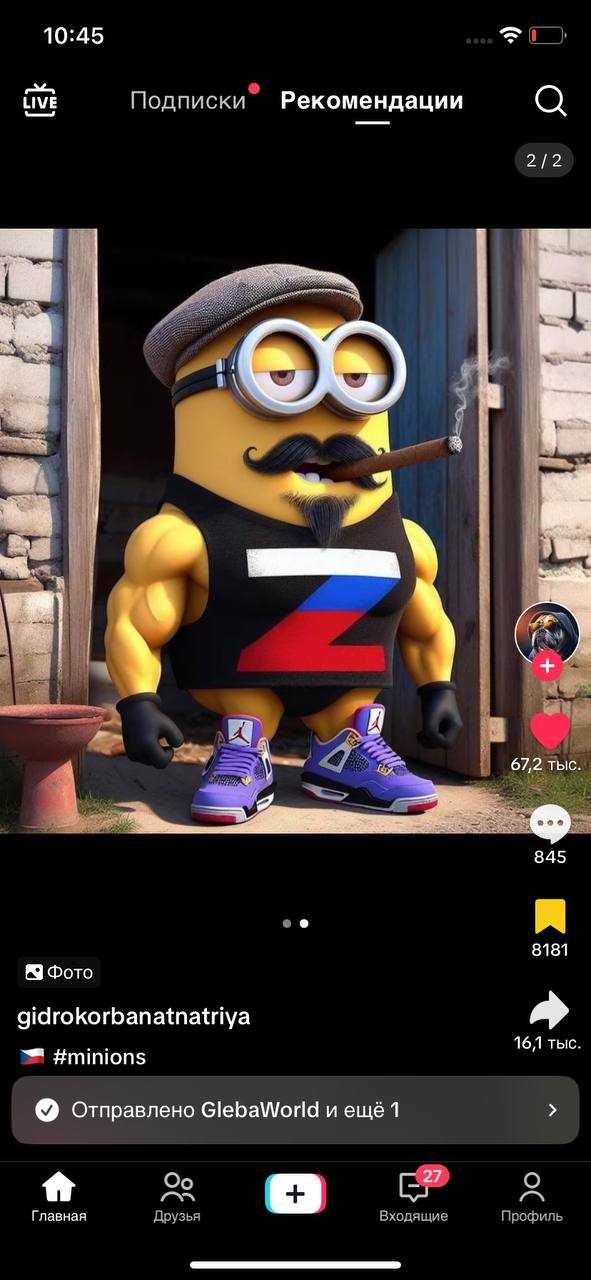 10:45
LIVE
Подписки
Рекомендации
2 / 2
Z
67,2 тыс.
845
8181
16,1 тыс.
Фото
gidrokorbanatnatriya
🇨🇿 #minions
Отправлено GlebaWorld и ещё 1
Главная
Друзья
27
Входящие
Профиль